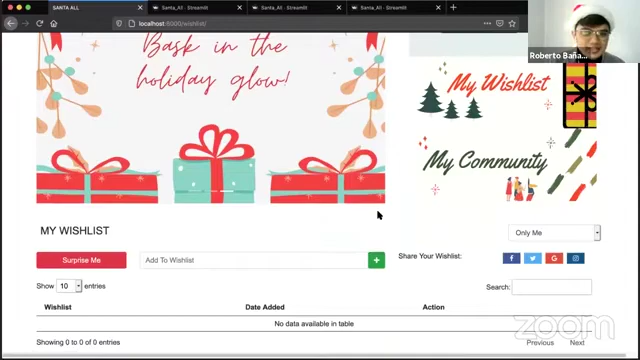 SANTA ALL
Santa_All · Streamlit
Santa_All · Streamlit
Santa_All · Streamlit
localhost:8000/wishlist/
Roberto Baña...
Bask in the
holiday glow!
My Wishlist
My Community
MY WISHLIST
Only Me
Surprise Me
Add To Wishlist
+
Share Your Wishlist:
Show 10 entries
Search:
Wishlist Date Added Action
No data available in table
Showing 0 to 0 of 0 entries
Previous Next
zoom